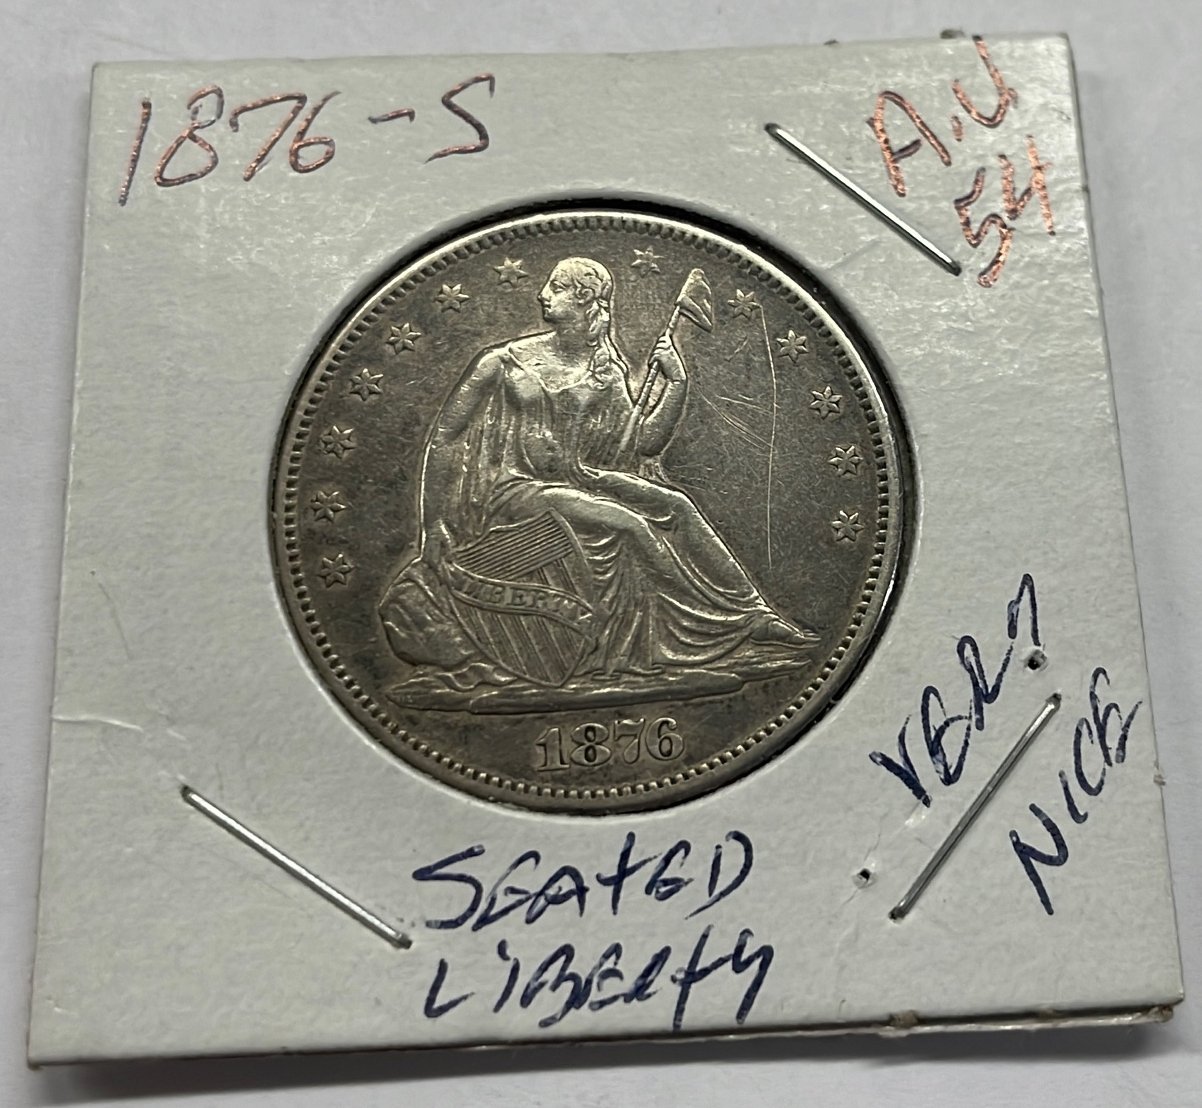 1876-S
A.U
54
LIBERTY
1876
VERY
NICE
SEATED
LIBERTY